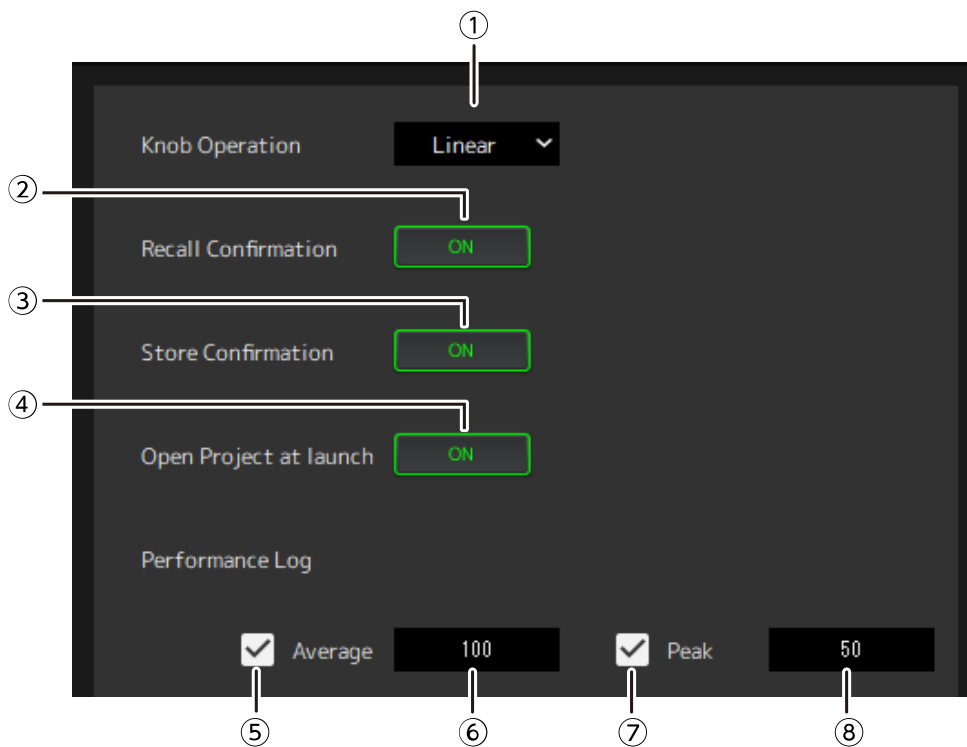 ①
Knob Operation Linear
②
Recall Confirmation ON
③
Store Confirmation ON
④
Open Project at launch ON
Performance Log
Average 100 Peak 50
⑤ ⑥ ⑦ ⑧